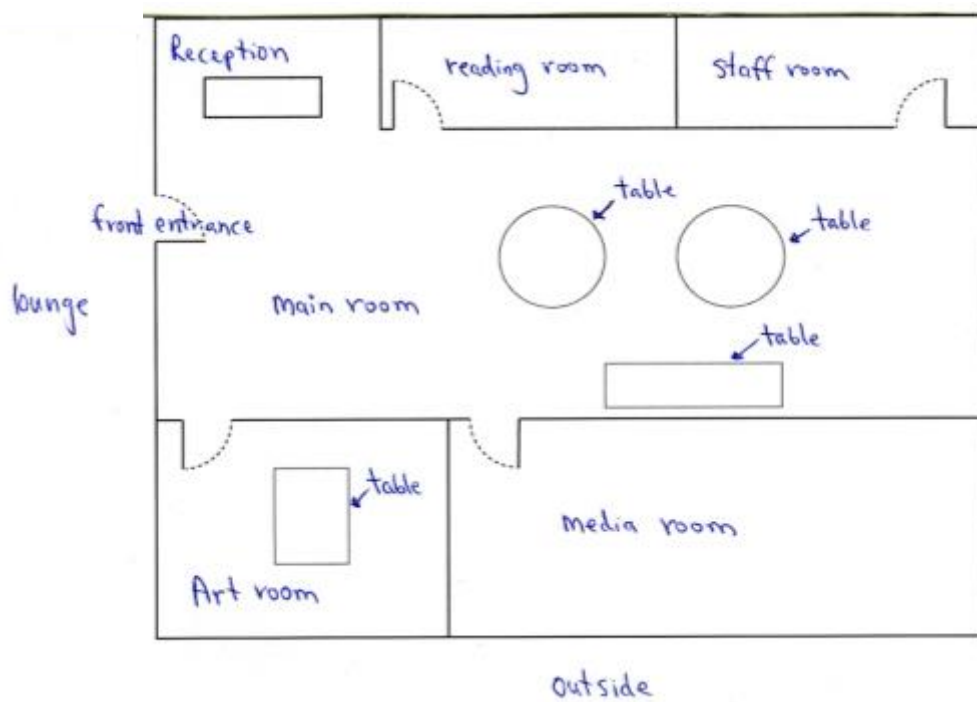 Reception
reading room
staff room
table
table
front entrance
lounge
main room
table
table
media room
Art room
outside